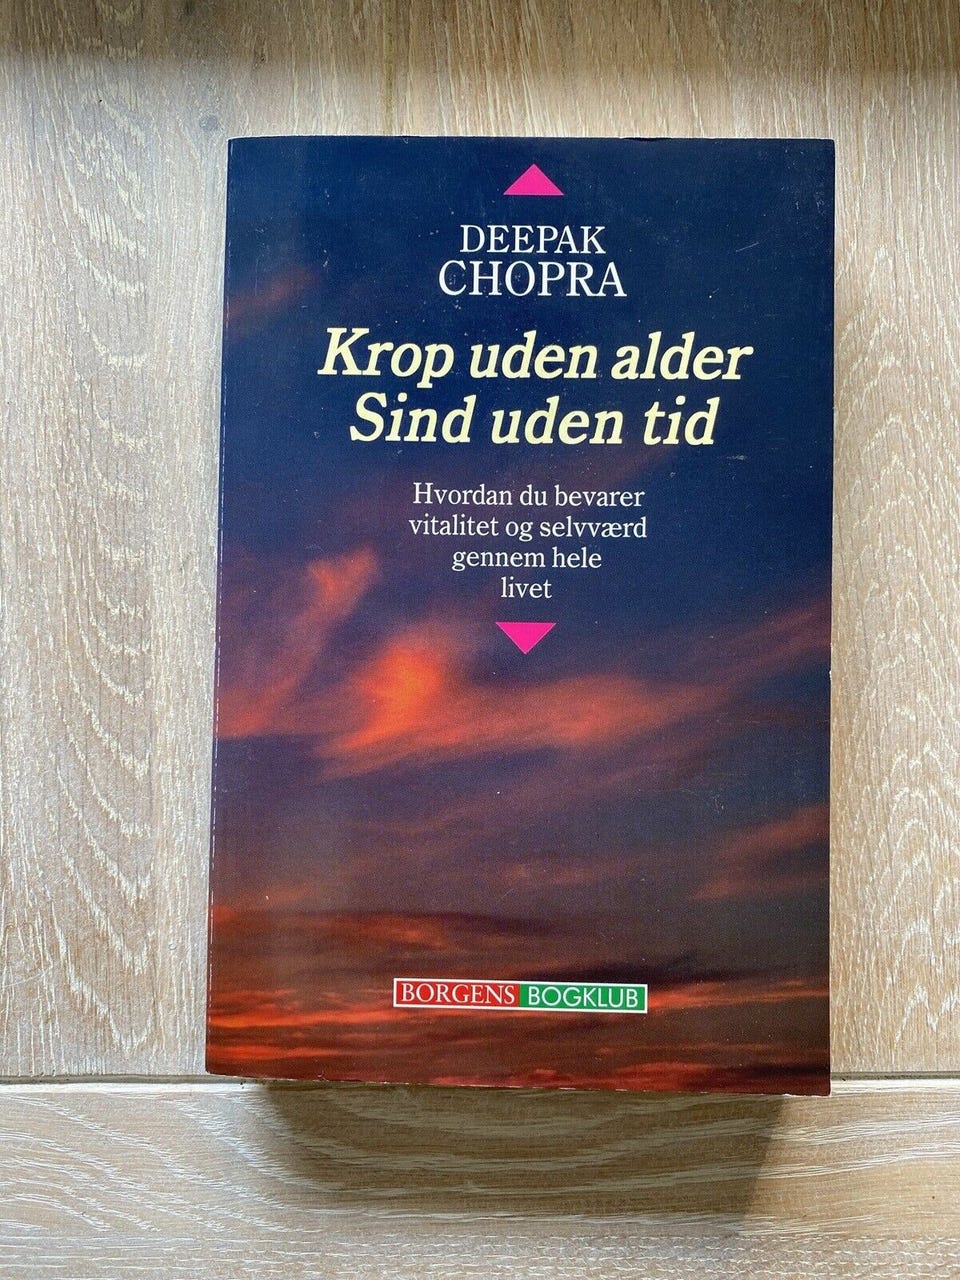 DEEPAK
CHOPRA
Krop uden alder
Sind uden tid
Hvordan du bevarer
vitalitet og selvværd
gennem hele
livet
BORGENS BOGKLUB